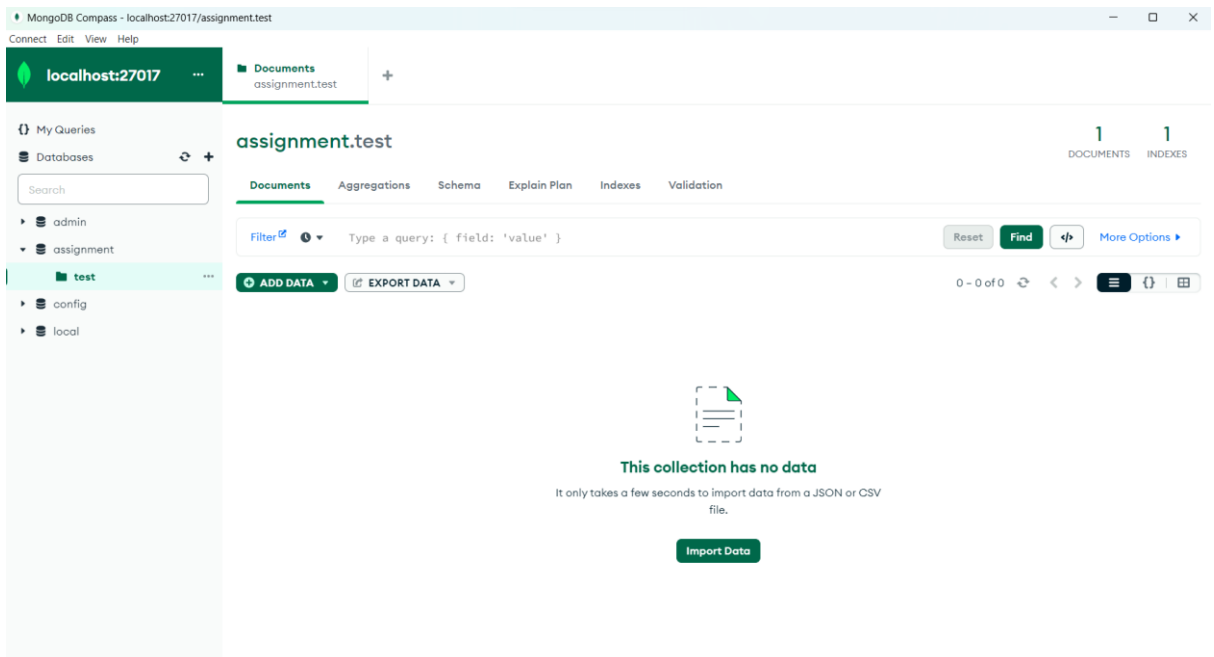 MongoDB Compass - localhost:27017/assignment.test
Connect Edit View Help
localhost:27017 ...
Documents
assignment.test
{} My Queries
Databases
Search
admin
assignment
test ...
config
local
assignment.test
1 DOCUMENTS
1 INDEXES
Documents Aggregations Schema Explain Plan Indexes Validation
Filter Type a query: { field: 'value' } Reset Find </> More Options
ADD DATA EXPORT DATA 0 – 0 of 0 {}
This collection has no data
It only takes a few seconds to import data from a JSON or CSV
file.
Import Data